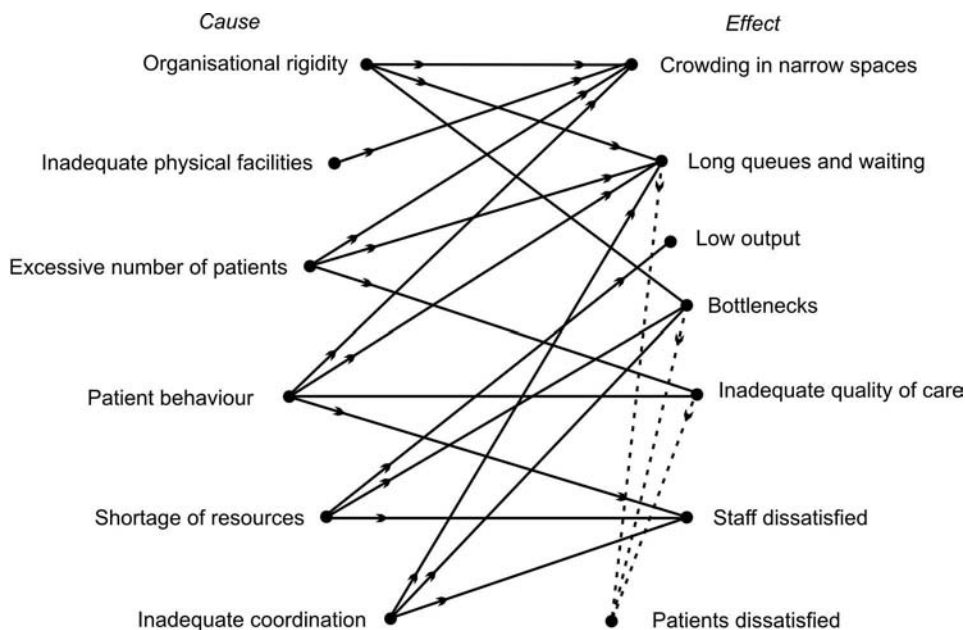 Cause
Effect
Organisational rigidity
Crowding in narrow spaces
Inadequate physical facilities
Long queues and waiting
Low output
Excessive number of patients
Bottlenecks
Patient behaviour
Inadequate quality of care
Shortage of resources
Staff dissatisfied
Inadequate coordination
Patients dissatisfied